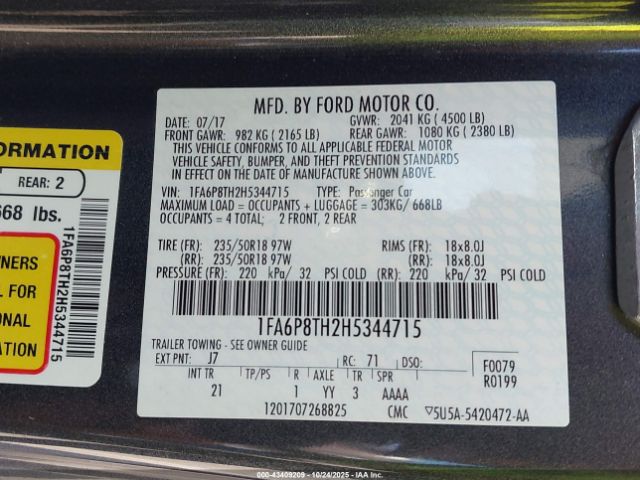 MFD. BY FORD MOTOR CO.
DATE: 07/17 GVWR: 2041 KG ( 4500 LB)
FRONT GAWR: 982 KG ( 2165 LB) REAR GAWR: 1080 KG ( 2380 LB)
THIS VEHICLE CONFORMS TO ALL APPLICABLE FEDERAL MOTOR
VEHICLE SAFETY, BUMPER, AND THEFT PREVENTION STANDARDS
IN EFFECT ON THE DATE OF MANUFACTURE SHOWN ABOVE.
VIN: 1FA6P8TH2H5344715 TYPE: Passenger Car
MAXIMUM LOAD = OCCUPANTS + LUGGAGE = 303KG/ 668LB
OCCUPANTS = 4 TOTAL: 2 FRONT, 2 REAR
TIRE (FR): 235/50R18 97W RIMS (FR): 18x8.0J
(RR): 235/50R18 97W (RR): 18x8.0J
PRESSURE (FR): 220 kPa/ 32 PSI COLD (RR): 220 kPa/ 32 PSI COLD
1FA6P8TH2H5344715
TRAILER TOWING - SEE OWNER GUIDE
EXT PNT: J7 RC: 71 DSO:
F0079
R0199
INT TR TP/PS R AXLE TR SPR
21 1 YY 3 AAAA
1201707268825 CMC ▽5U5A-5420472-AA
FORMATION
REAR: 2
668 lbs.
WNERS
L FOR
ONAL
1FA6P8TH2H5344715
000-43409209 - 10/24/2025 - IAA Inc.